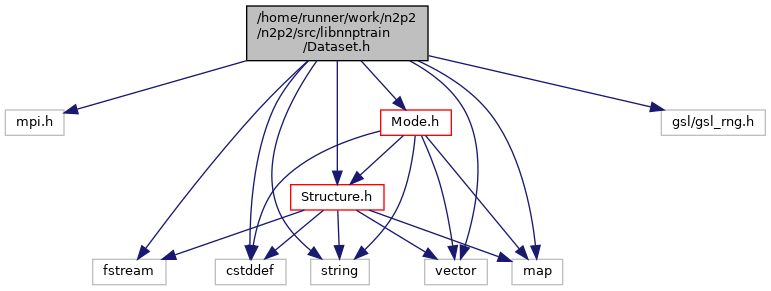 /home/runner/work/n2p2
/n2p2/src/libnnptrain
/Dataset.h
mpi.h
Mode.h
gsl/gsl_rng.h
Structure.h
fstream
cstddef
string
vector
map